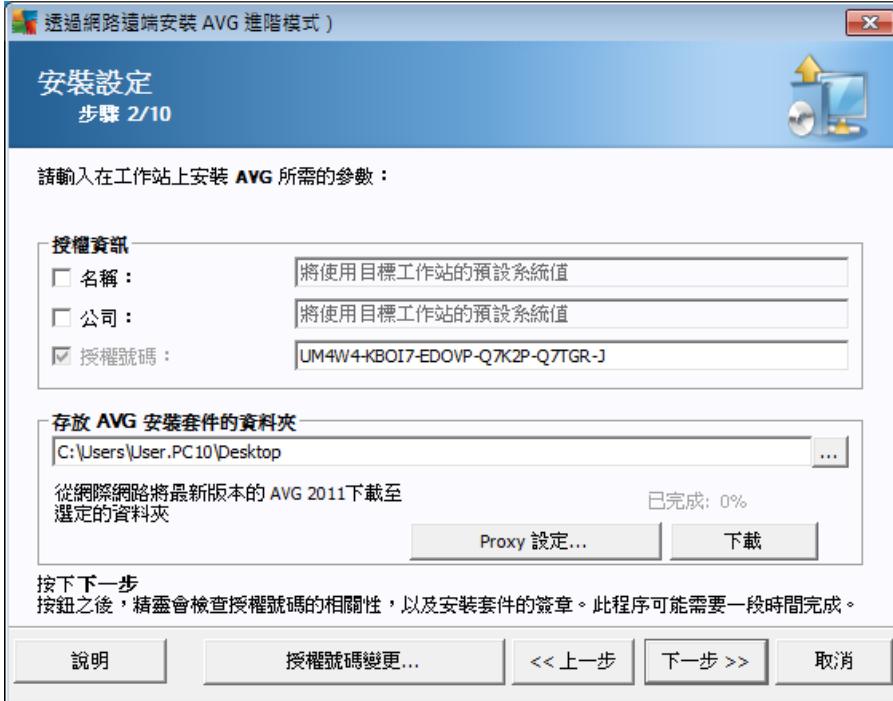 透過網路遠端安裝 AVG 進階模式 )
安裝設定
步驟 2/10
請輸入在工作站上安裝 AVG 所需的參數：
授權資訊
名稱：
將使用目標工作站的預設系統值
公司：
將使用目標工作站的預設系統值
授權號碼：
UM4W4-KBOI7-EDOVP-Q7K2P-Q7TGR-J
存放 AVG 安裝套件的資料夾
C:\Users\User.PC10\Desktop
...
從網際網路將最新版本的 AVG 2011下載至
選定的資料夾
已完成: 0%
Proxy 設定...
下載
按下下一步
按鈕之後，精靈會檢查授權號碼的相關性，以及安裝套件的簽章。此程序可能需要一段時間完成。
說明
授權號碼變更...
<< 上一步
下一步 >>
取消